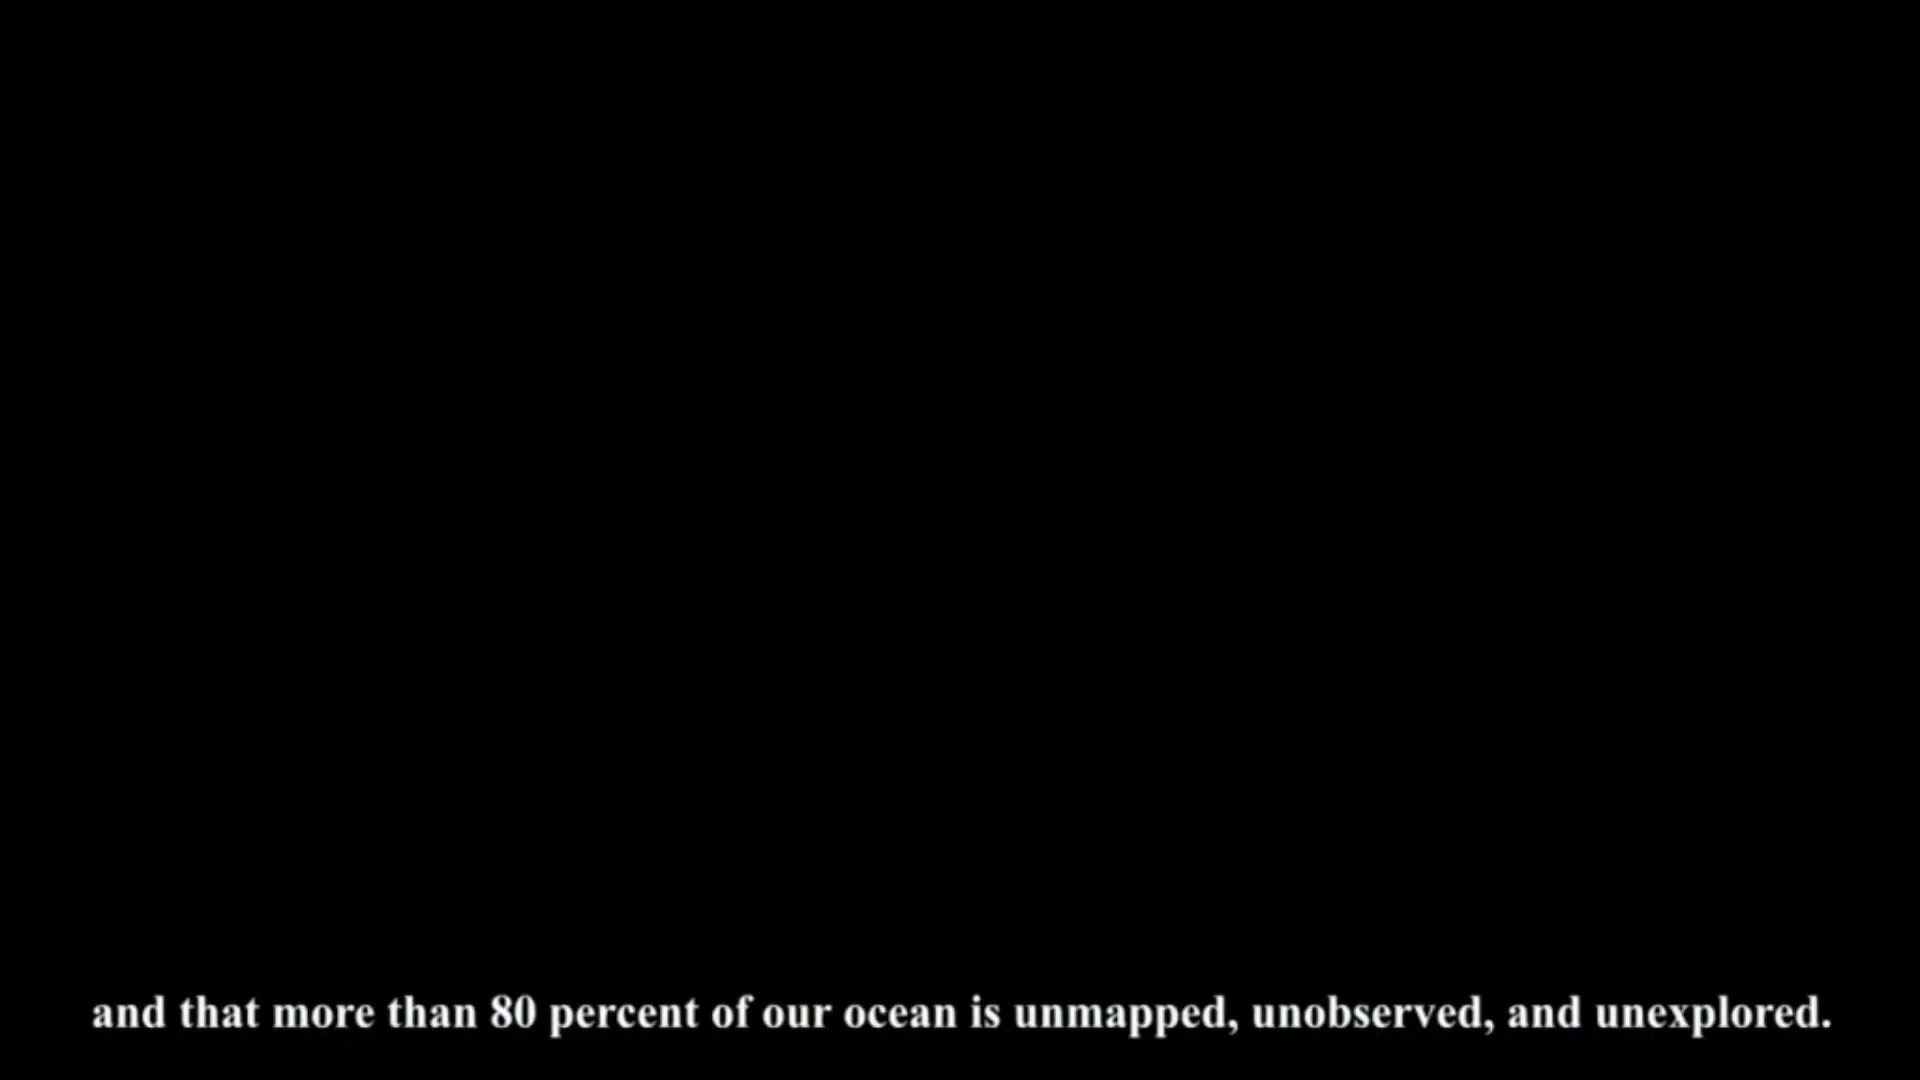 and that more than 80 percent of our ocean is unmapped, unobserved, and unexplored.